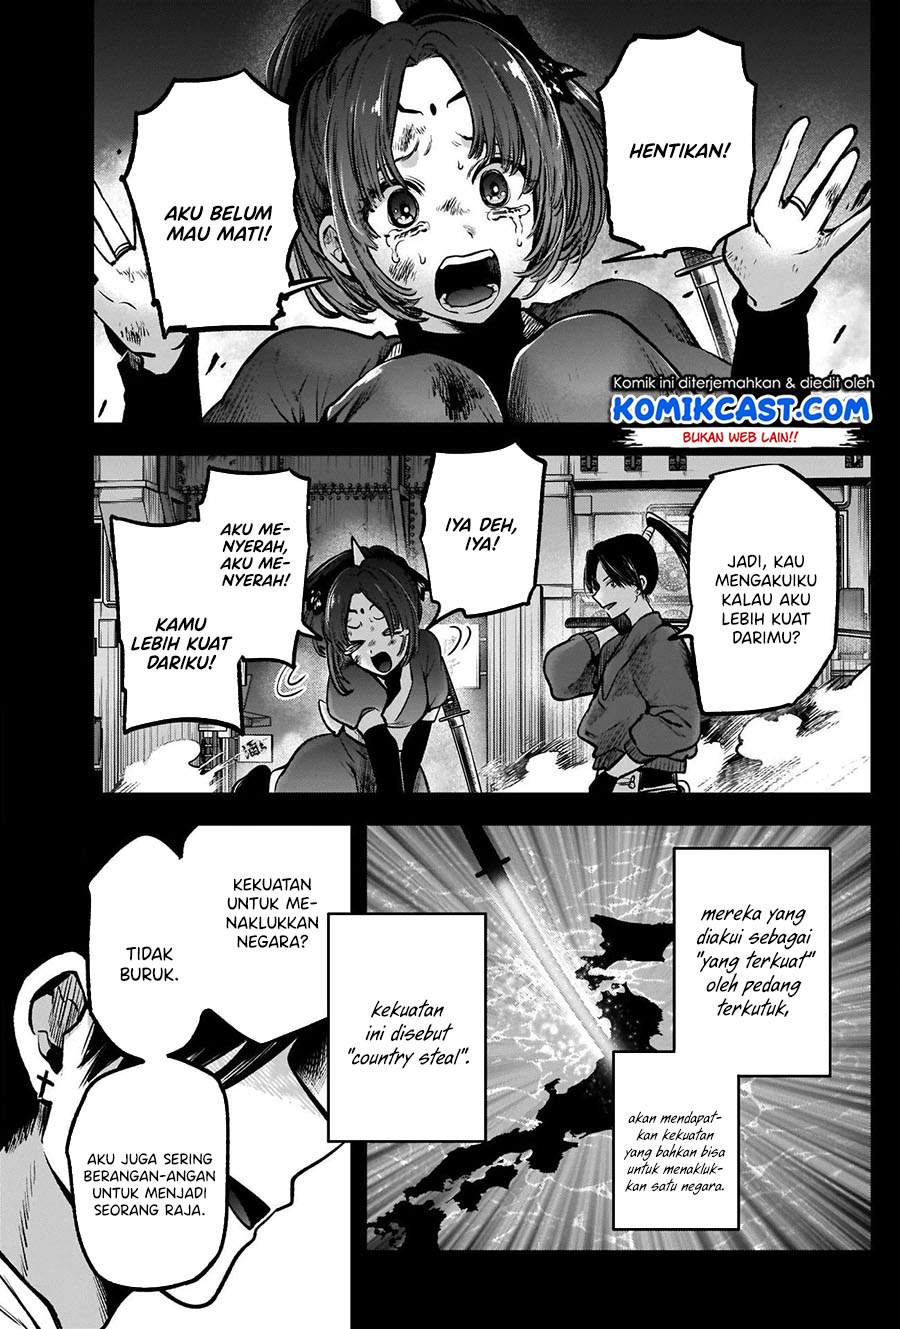 HENTIKAN!
AKU BELUM
MAU MATI!
Komik ini diterjemahkan & diedit oleh
KOMIKCAST.COM
BUKAN WEB LAIN!!
JADI, KAU
MENGAKUIKU
KALAU AKU
LEBIH KUAT
DARIMU?
IYA DEH,
IYA!
AKU ME-
NYERAH,
AKU ME-
NYERAH!
KAMU
LEBIH KUAT
DARIKU!
mereka yang
diakui sebagai
"yang terkuat"
oleh pedang
terkutuk,
akan mendapat-
kan kekuatan
yang bahkan bisa
untuk menakluk-
kan satu negara.
kekuatan
ini disebut
"country steal".
KEKUATAN
UNTUK ME-
NAKLUKKAN
NEGARA?
TIDAK
BURUK.
AKU JUGA SERING
BERANGAN-ANGAN
UNTUK MENJADI
SEORANG RAJA.